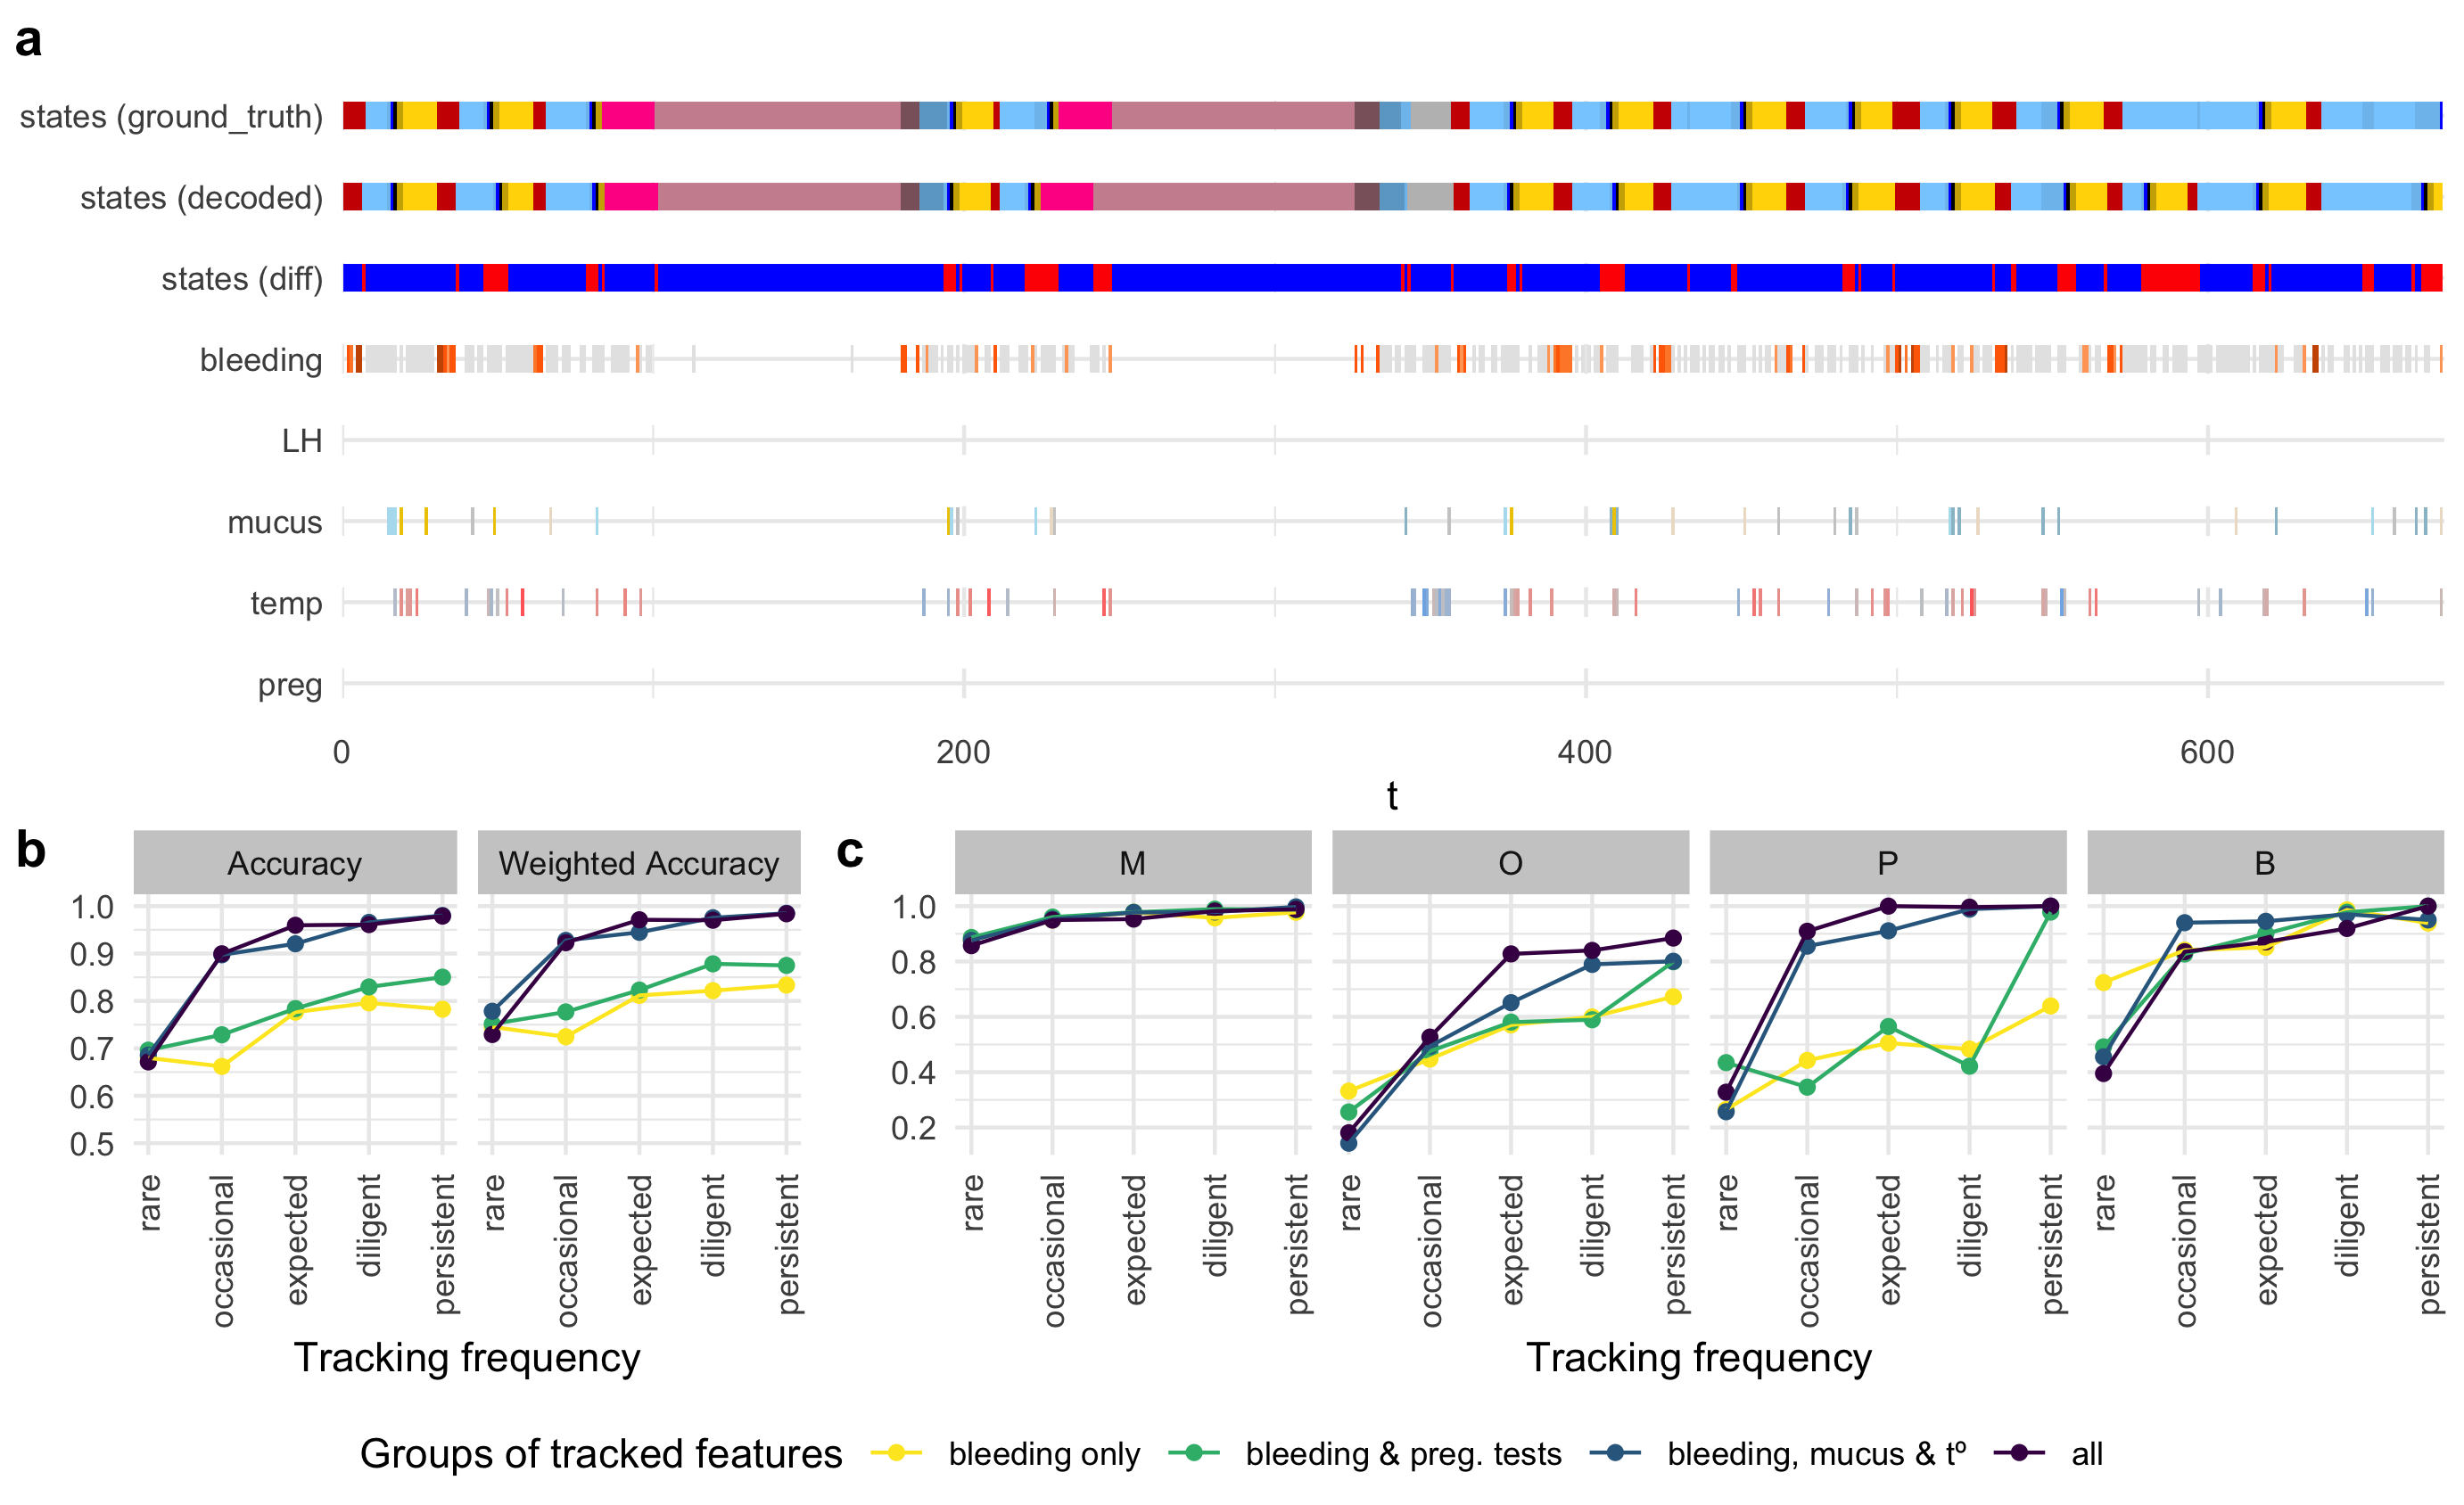 a
states (ground_truth)
states (decoded)
states (diff)
bleeding
LH
mucus
temp
preg
0 200 400 600
t
b
Accuracy Weighted Accuracy
1.0
0.9
0.8
0.7
0.6
0.5
rare occasional expected diligent persistent
rare occasional expected diligent persistent
Tracking frequency
c
M O P B
1.0
0.8
0.6
0.4
0.2
rare occasional expected diligent persistent
rare occasional expected diligent persistent
rare occasional expected diligent persistent
rare occasional expected diligent persistent
Tracking frequency
Groups of tracked features bleeding only bleeding & preg. tests bleeding, mucus & tº all